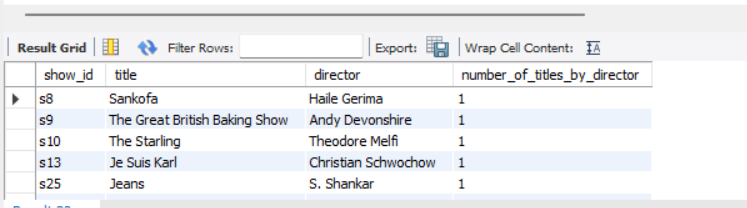 Result Grid Filter Rows: Export: Wrap Cell Content: IA
show_id title director number_of_titles_by_director
s8 Sankofa Haile Gerima 1
s9 The Great British Baking Show Andy Devonshire 1
s10 The Starling Theodore Melfi 1
s13 Je Suis Karl Christian Schwochow 1
s25 Jeans S. Shankar 1